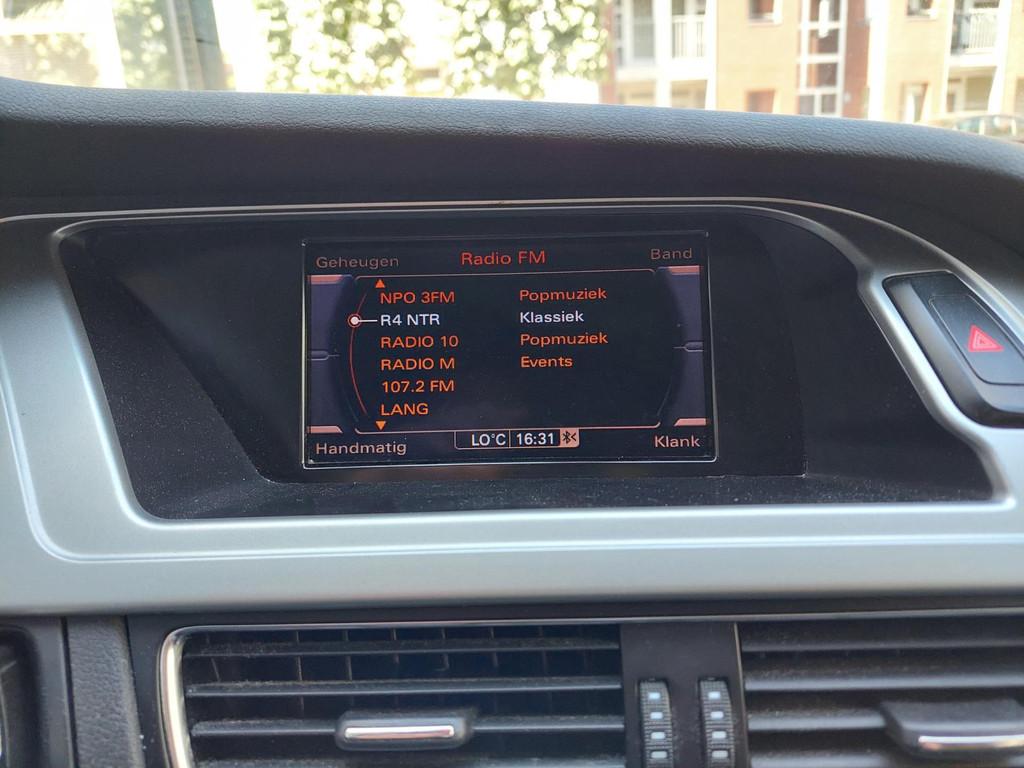 Geheugen Radio FM Band
NPO 3FM Popmuziek
R4 NTR Klassiek
RADIO 10 Popmuziek
RADIO M Events
107.2 FM
LANG
Handmatig LO°C 16:31 Klank